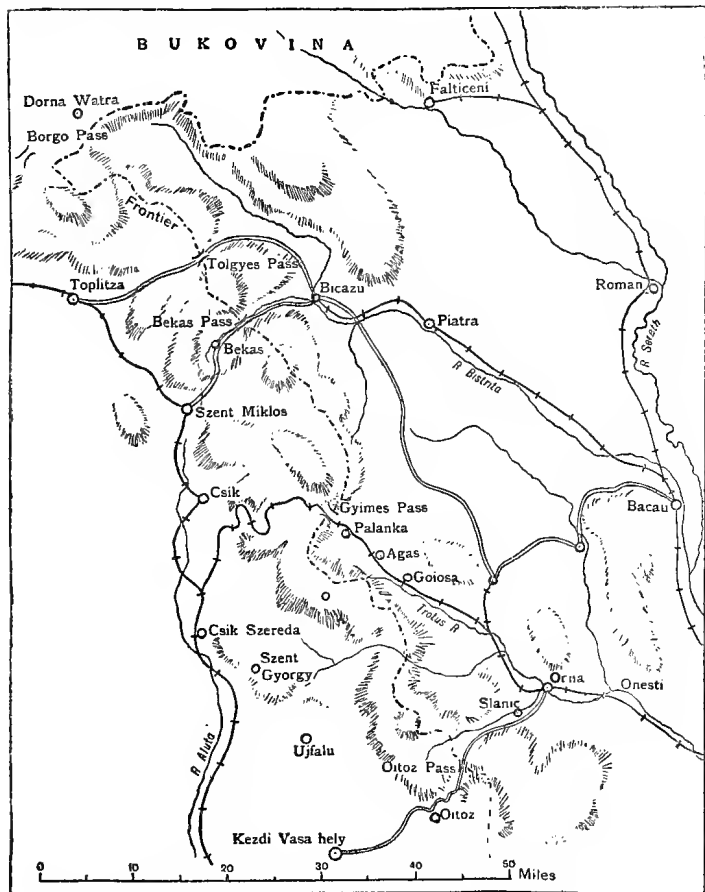 BUKOVINA
Falticeni
Dorna Watra
Borgo Pass
Frontier
Tolgyes Pass
Toplitza
Bicazu
Roman
Bekas Pass
Piatra
Bekas
R Sereth
R Bistrita
Szent Miklos
Csik
Gyimes Pass
Bacau
Palanka
Agas
Goiosa
Trotus R
Csik Szereda
Szent
Gyorgy
Orna
Onesti
Slanic
Ujfalu
R Aluta
Oitoz Pass
Oitoz
Kezdi Vasa hely
0 10 20 30 40 50 Miles